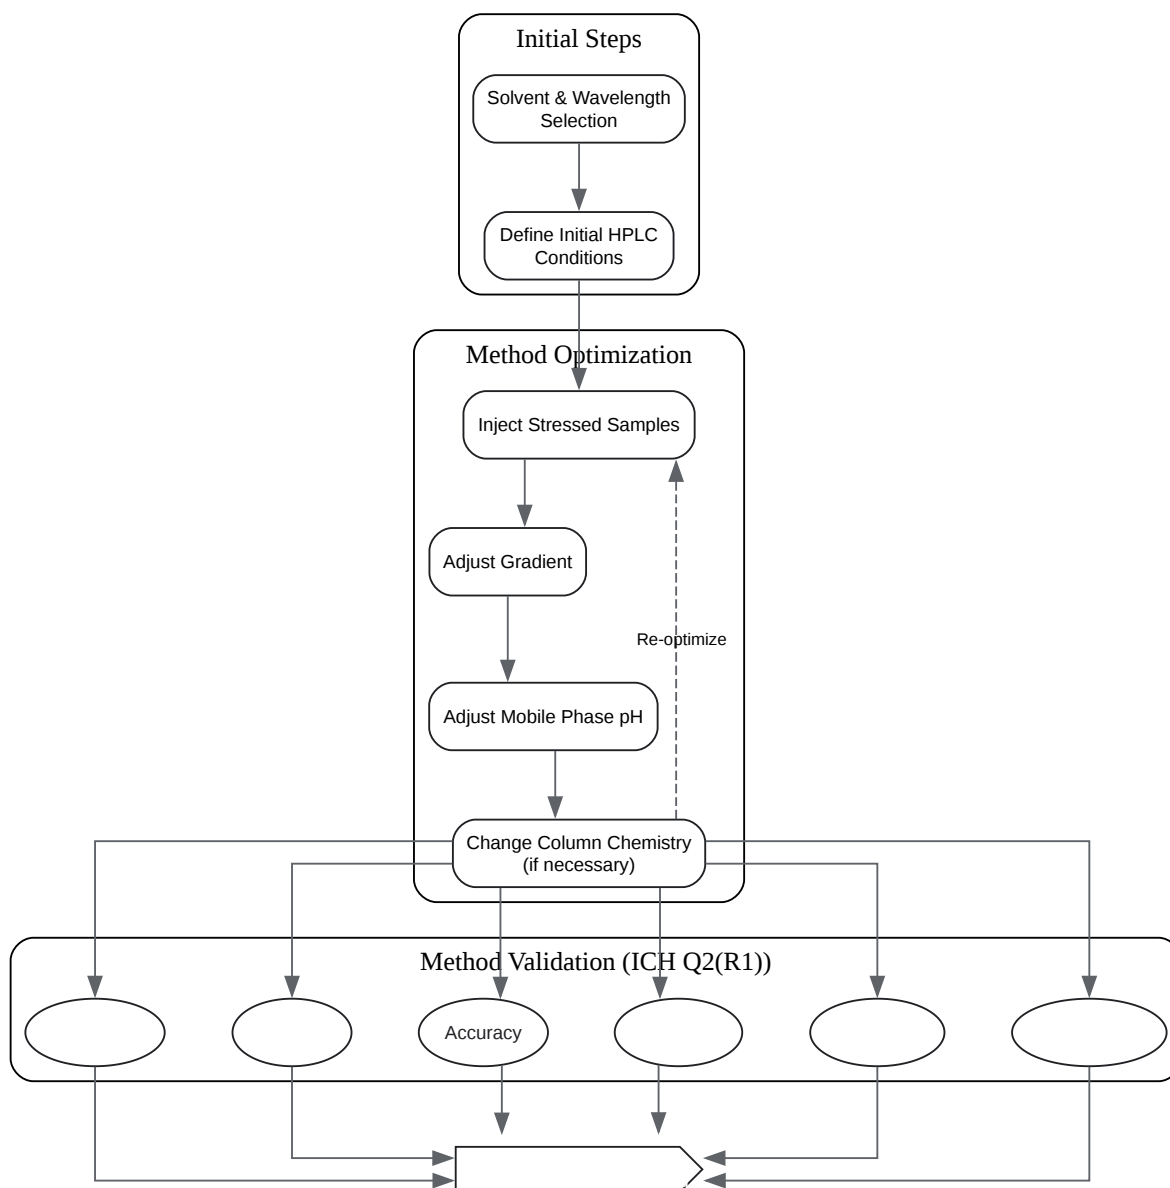 Initial Steps
Solvent & Wavelength
Selection
Define Initial HPLC
Conditions
Method Optimization
Inject Stressed Samples
Adjust Gradient
Re-optimize
Adjust Mobile Phase pH
Change Column Chemistry
(if necessary)
Method Validation (ICH Q2(R1))
Accuracy